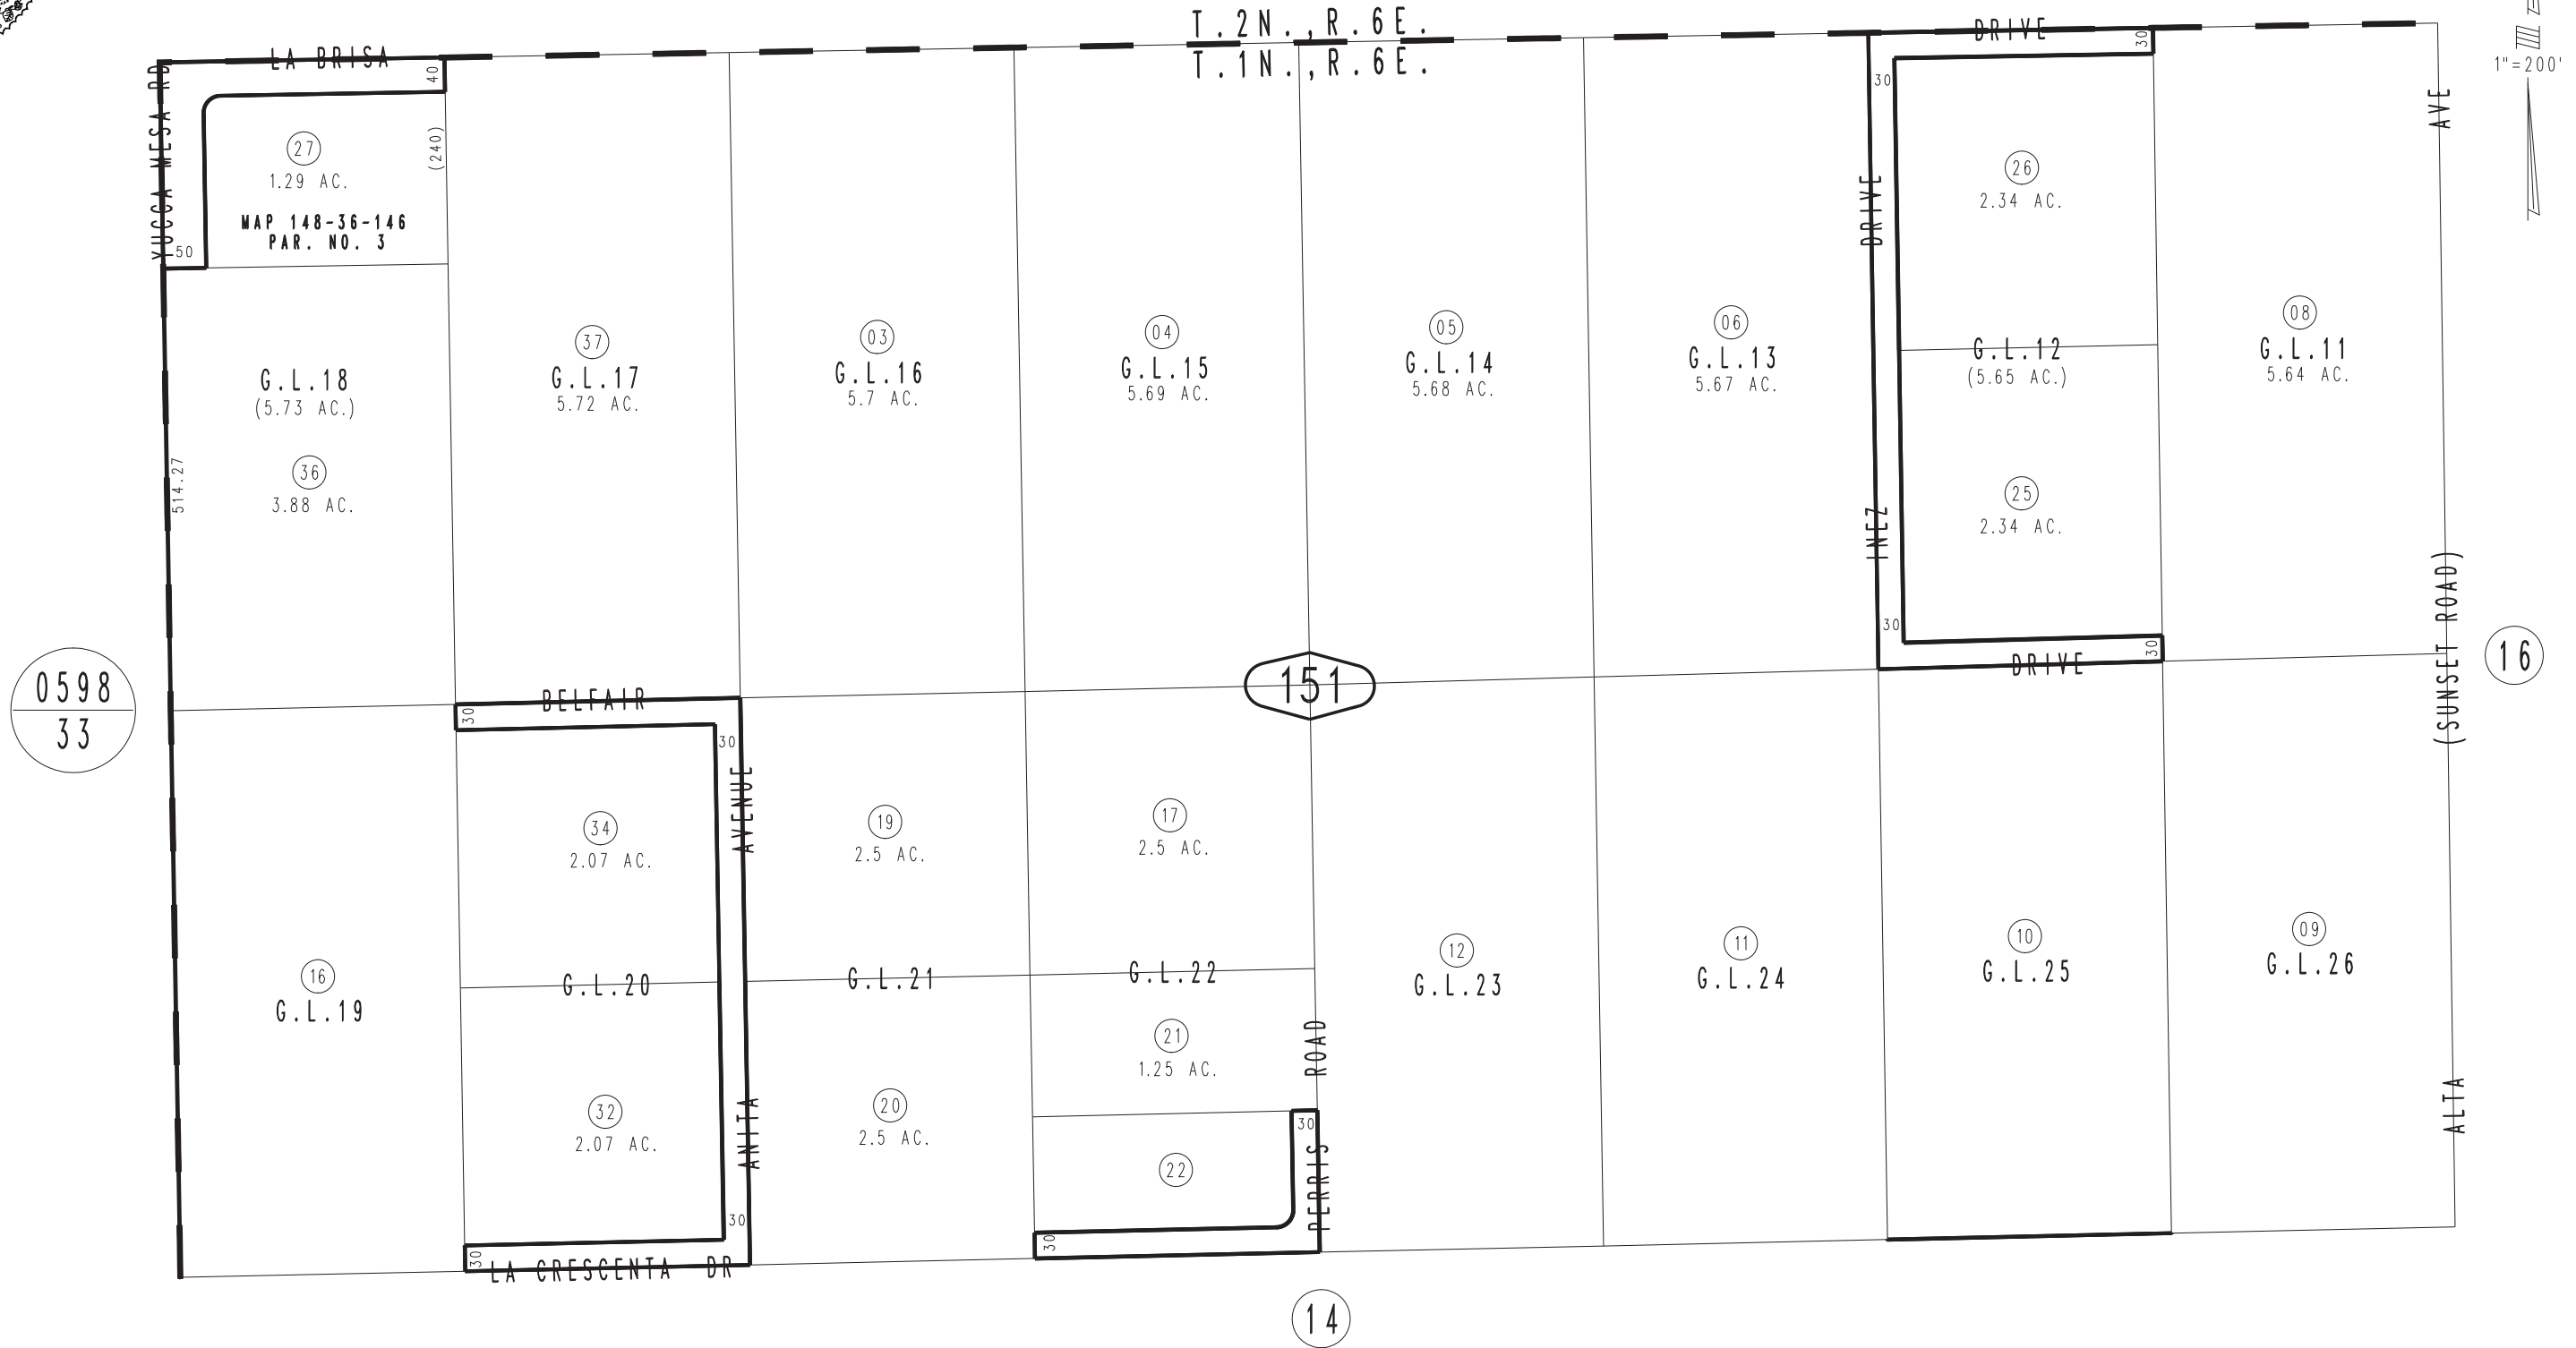 T.2N.,R.6E.
T.1N.,R.6E.
LA BRISA
DRIVE
1"=200'
YUCCA MESA RD
40
30
30
AVE
27
1.29 AC.
(240)
MAP 148-36-146
PAR. NO. 3
50
26
2.34 AC.
DRIVE
G.L.18
(5.73 AC.)
37
G.L.17
5.72 AC.
03
G.L.16
5.7 AC.
04
G.L.15
5.69 AC.
05
G.L.14
5.68 AC.
06
G.L.13
5.67 AC.
G.L.12
(5.65 AC.)
08
G.L.11
5.64 AC.
514.27
36
3.88 AC.
INEZ
25
2.34 AC.
30
30
DRIVE
(SUNSET ROAD)
0598
33
BELFAIR
30
30
151
16
AVENUE
34
2.07 AC.
19
2.5 AC.
17
2.5 AC.
16
G.L.19
G.L.20
G.L.21
G.L.22
12
G.L.23
11
G.L.24
10
G.L.25
09
G.L.26
32
2.07 AC.
ANITA
20
2.5 AC.
21
1.25 AC.
ROAD
PERRIS
30
22
ALTA
30
30
30
LA CRESCENTA DR
14